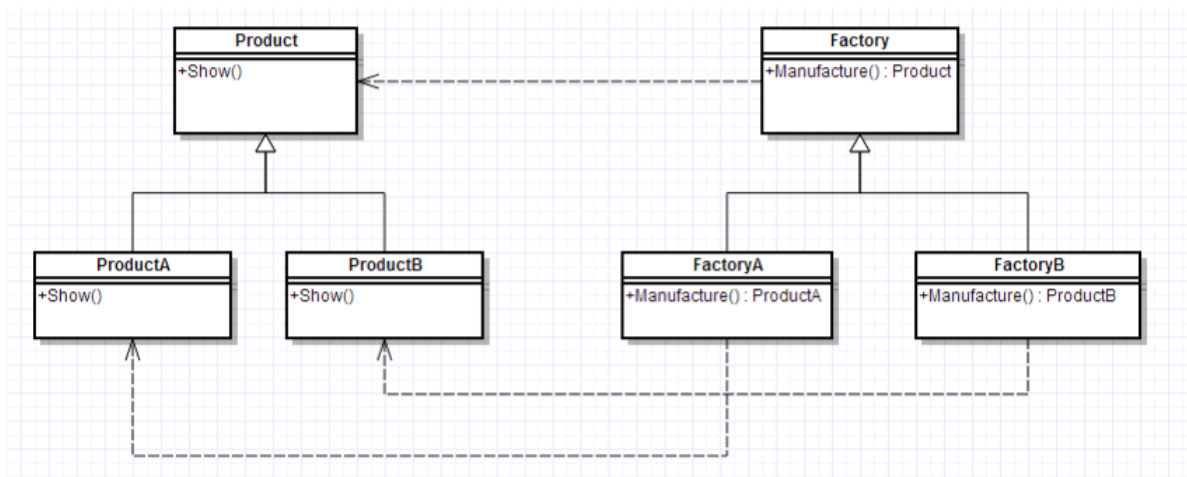 Product
+Show()
Factory
+Manufacture() : Product
ProductA
+Show()
ProductB
+Show()
FactoryA
+Manufacture() : ProductA
FactoryB
+Manufacture() : ProductB